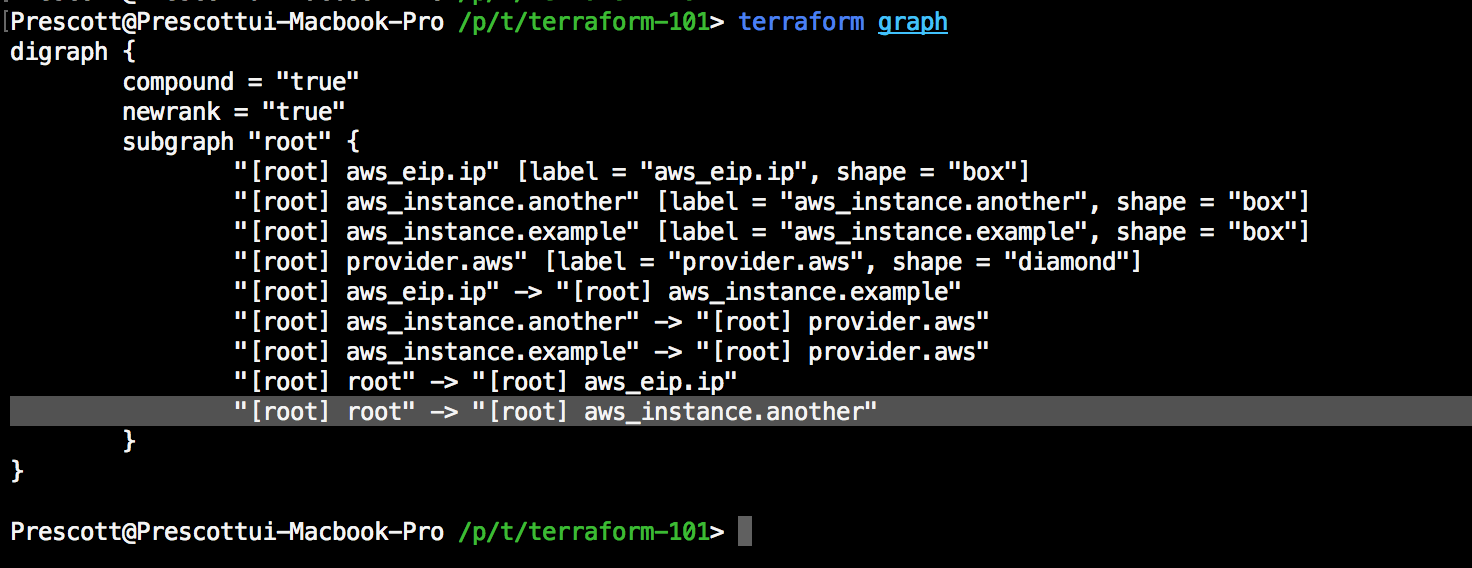 [Prescott@Prescottui-Macbook-Pro /p/t/terraform-101> terraform graph
digraph {
        compound = "true"
        newrank = "true"
        subgraph "root" {
                "[root] aws_eip.ip" [label = "aws_eip.ip", shape = "box"]
                "[root] aws_instance.another" [label = "aws_instance.another", shape = "box"]
                "[root] aws_instance.example" [label = "aws_instance.example", shape = "box"]
                "[root] provider.aws" [label = "provider.aws", shape = "diamond"]
                "[root] aws_eip.ip" -> "[root] aws_instance.example"
                "[root] aws_instance.another" -> "[root] provider.aws"
                "[root] aws_instance.example" -> "[root] provider.aws"
                "[root] root" -> "[root] aws_eip.ip"
                "[root] root" -> "[root] aws_instance.another"
        }
}
Prescott@Prescottui-Macbook-Pro /p/t/terraform-101>